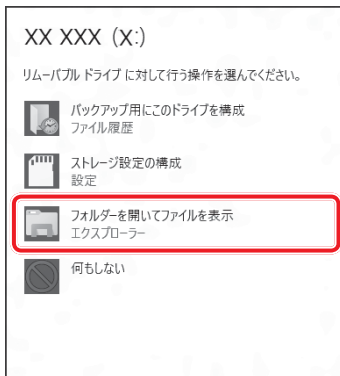 XX XXX (X:)
リムーバブル ドライブ に対して行う操作を選んでください。
バックアップ用にこのドライブを構成
ファイル履歴
ストレージ設定の構成
設定
フォルダーを開いてファイルを表示
エクスプローラー
何もしない